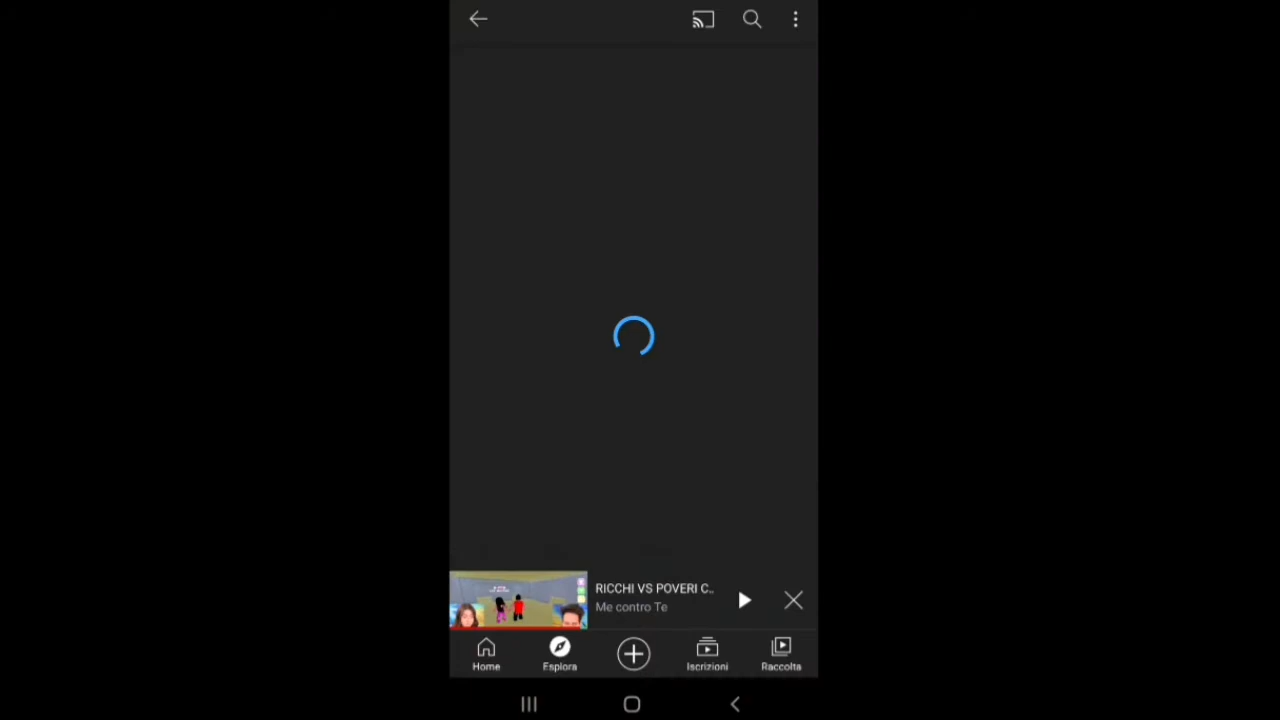 RICCHI VS POVERI C..
Me contro Te
Home
Esplora
Iscrizioni
Raccolta